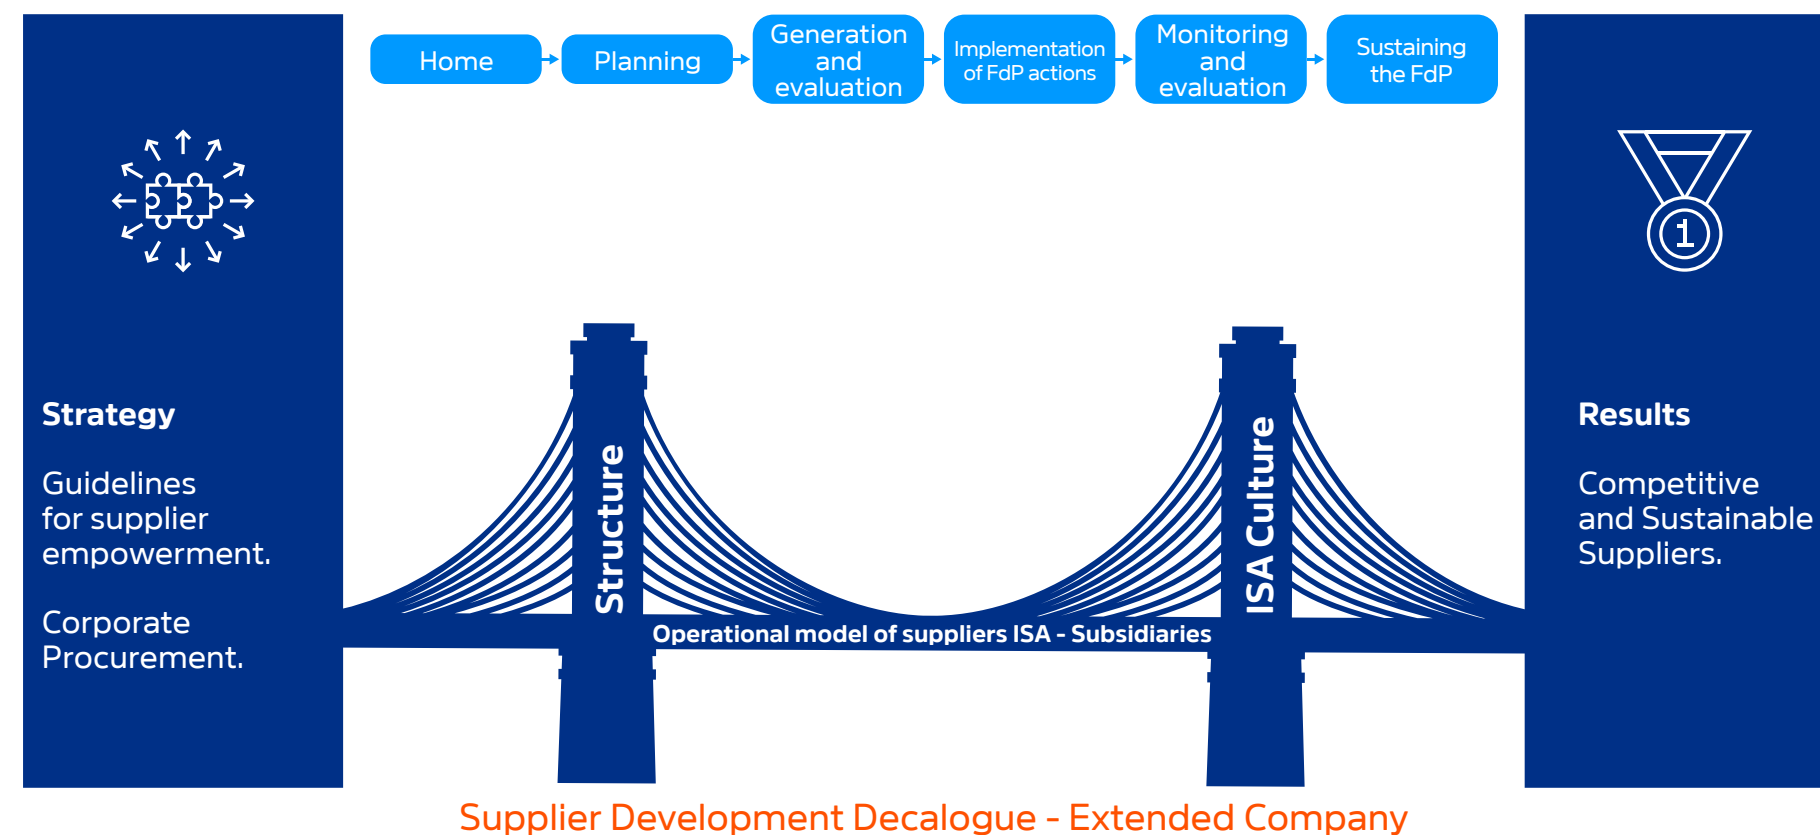 Home
Planning
Generation
and
evaluation
Implementation
of FdP actions
Monitoring
and
evaluation
Sustaining
the FdP
1
Strategy
Guidelines
for supplier
empowerment.
Corporate
Procurement.
Structure
Operational model of suppliers ISA - Subsidiaries
ISA Culture
Results
Competitive
and Sustainable
Suppliers.
Supplier Development Decalogue - Extended Company